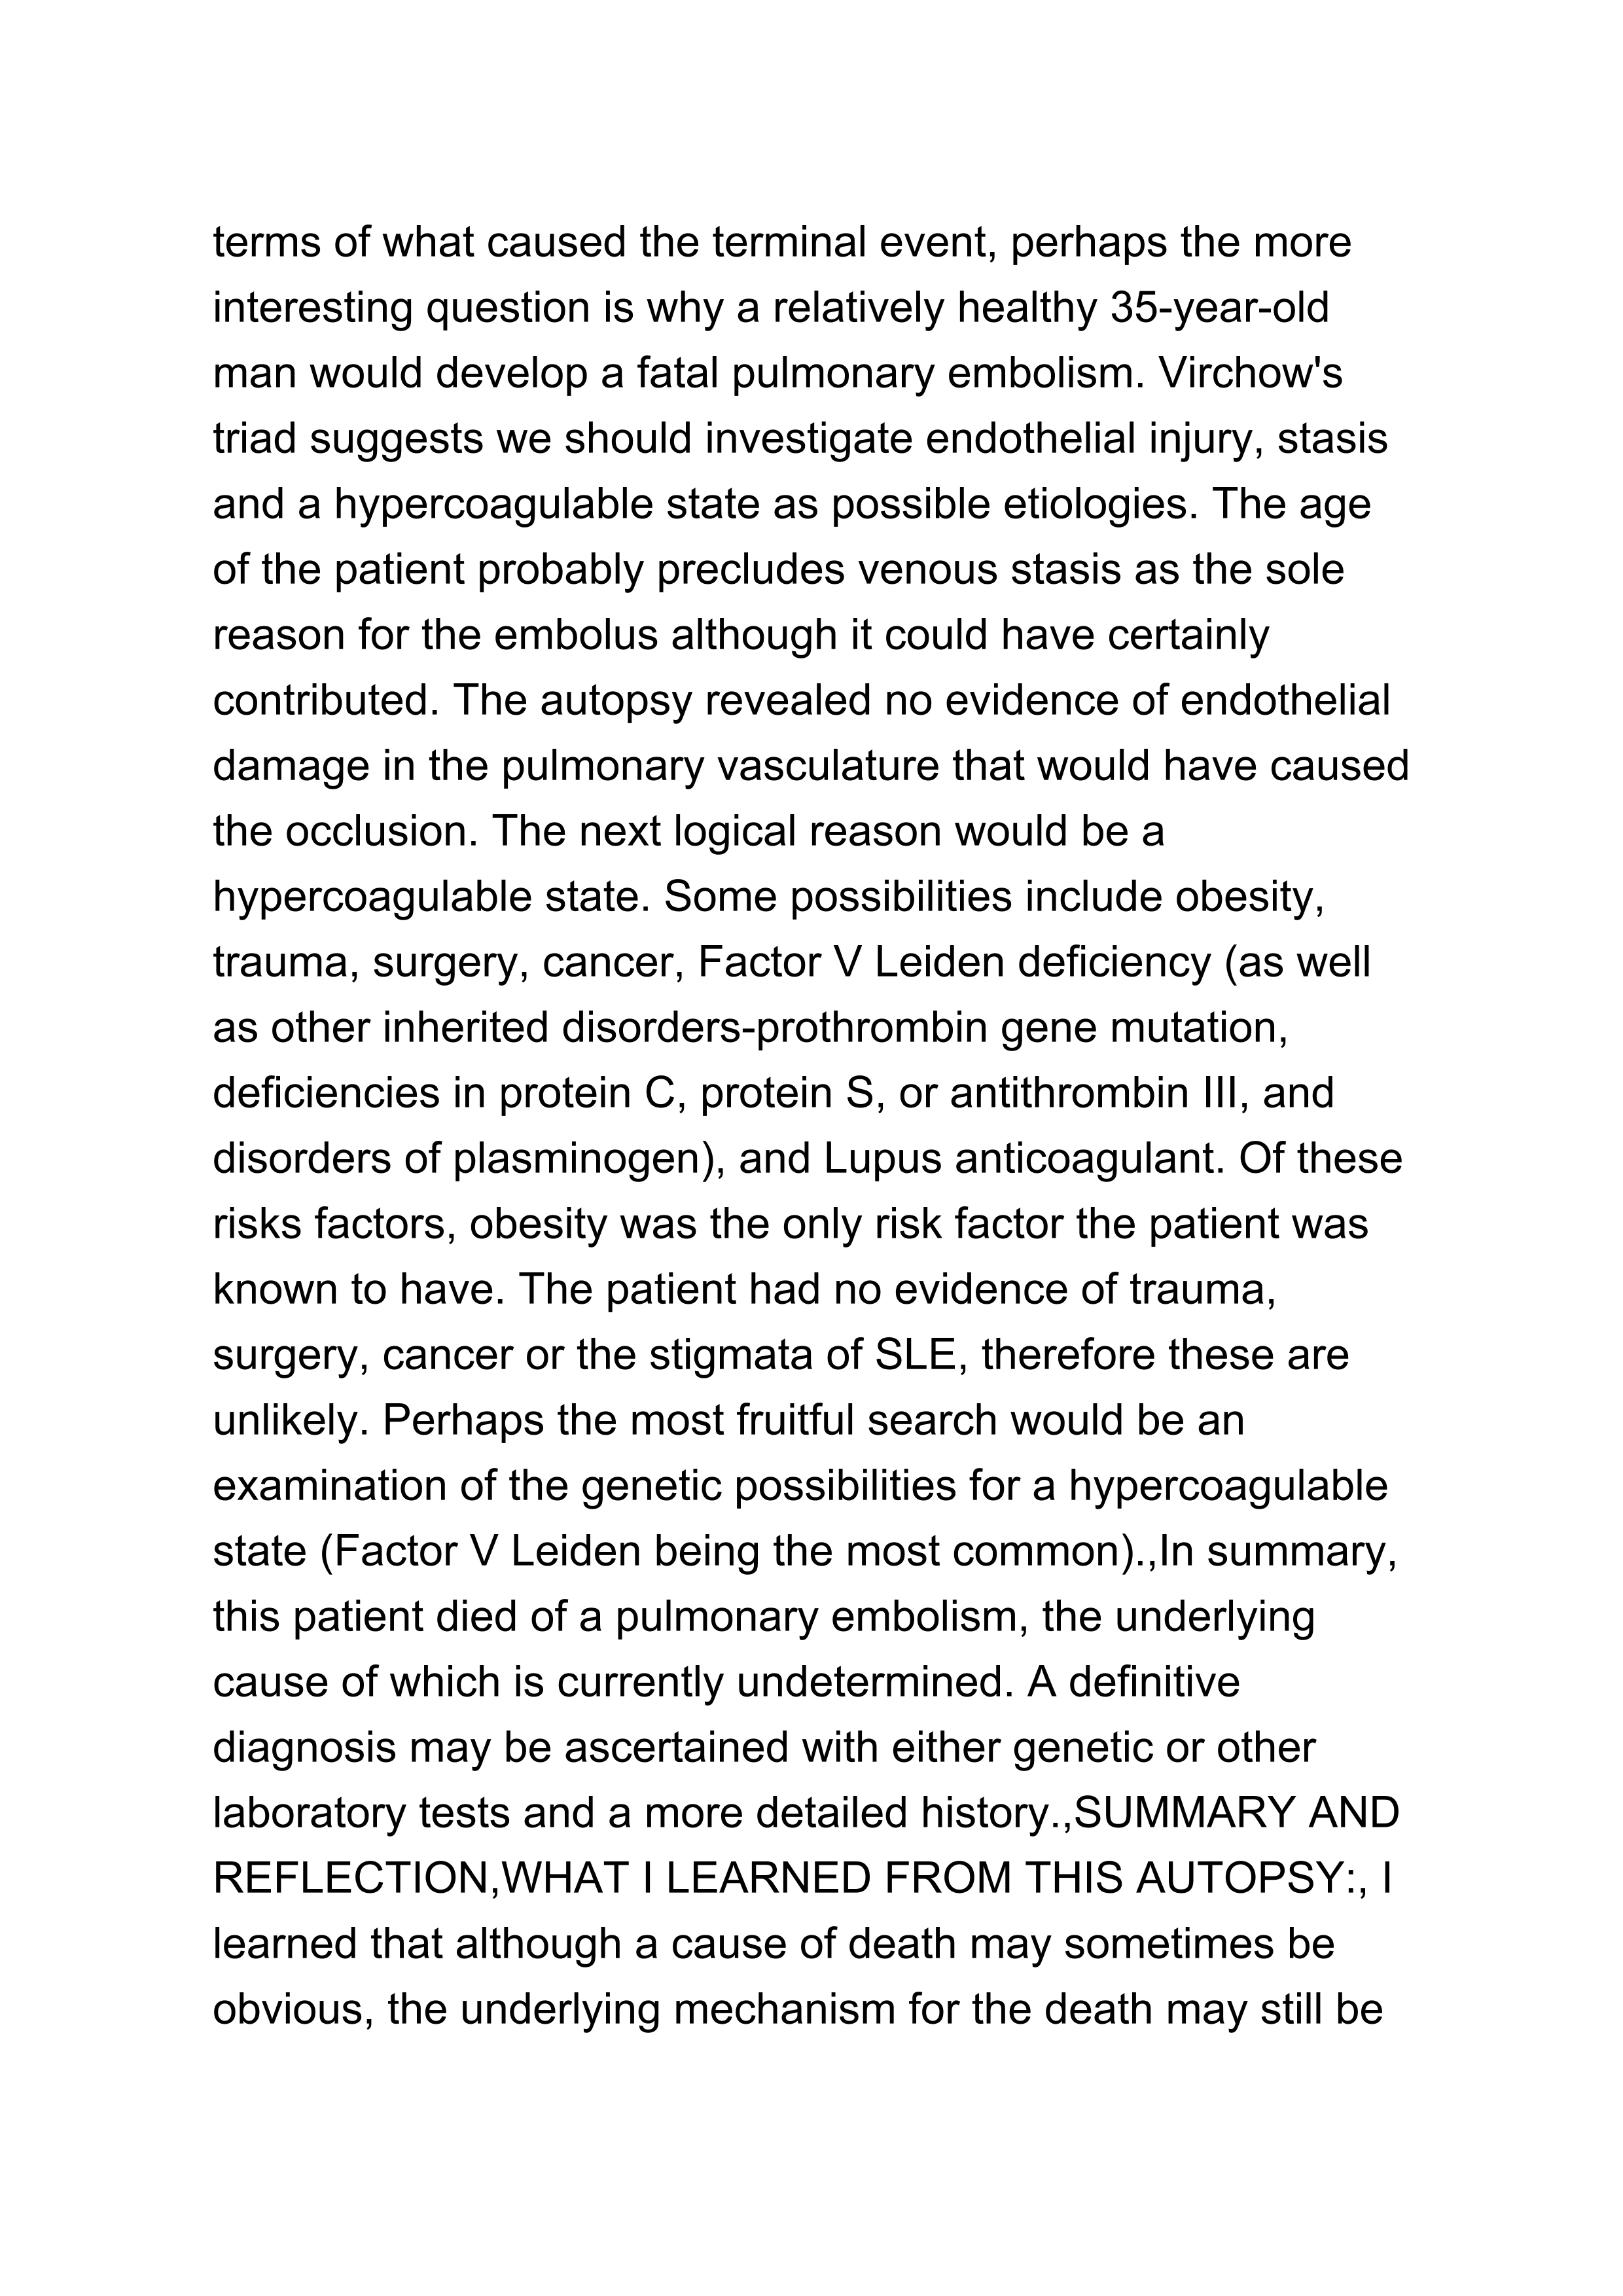 terms of what caused the terminal event, perhaps the more
interesting question is why a relatively healthy 35-year-old
man would develop a fatal pulmonary embolism. Virchow's
triad suggests we should investigate endothelial injury, stasis
and a hypercoagulable state as possible etiologies. The age
of the patient probably precludes venous stasis as the sole
reason for the embolus although it could have certainly
contributed. The autopsy revealed no evidence of endothelial
damage in the pulmonary vasculature that would have caused
the occlusion. The next logical reason would be a
hypercoagulable state. Some possibilities include obesity,
trauma, surgery, cancer, Factor V Leiden deficiency (as well
as other inherited disorders-prothrombin gene mutation,
deficiencies in protein C, protein S, or antithrombin III, and
disorders of plasminogen), and Lupus anticoagulant. Of these
risks factors, obesity was the only risk factor the patient was
known to have. The patient had no evidence of trauma,
surgery, cancer or the stigmata of SLE, therefore these are
unlikely. Perhaps the most fruitful search would be an
examination of the genetic possibilities for a hypercoagulable
state (Factor V Leiden being the most common).,In summary,
this patient died of a pulmonary embolism, the underlying
cause of which is currently undetermined. A definitive
diagnosis may be ascertained with either genetic or other
laboratory tests and a more detailed history.,SUMMARY AND
REFLECTION,WHAT I LEARNED FROM THIS AUTOPSY:, I
learned that although a cause of death may sometimes be
obvious, the underlying mechanism for the death may still be